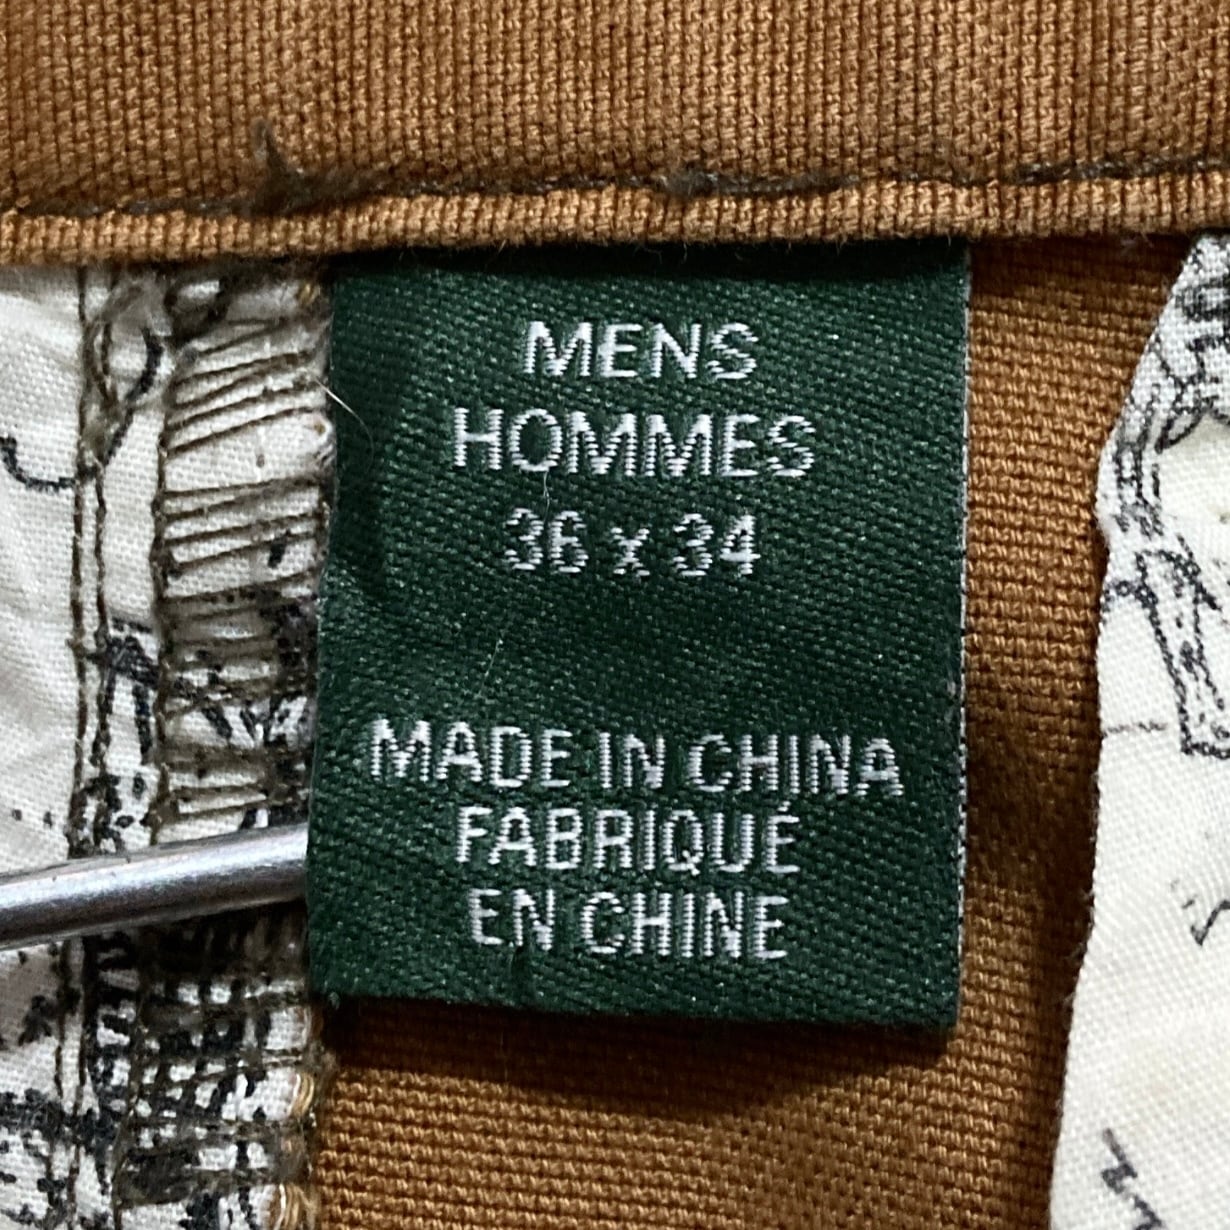 MENS
HOMMES
36 x 34
MADE IN CHINA
FABRIQUÉ
EN CHINE